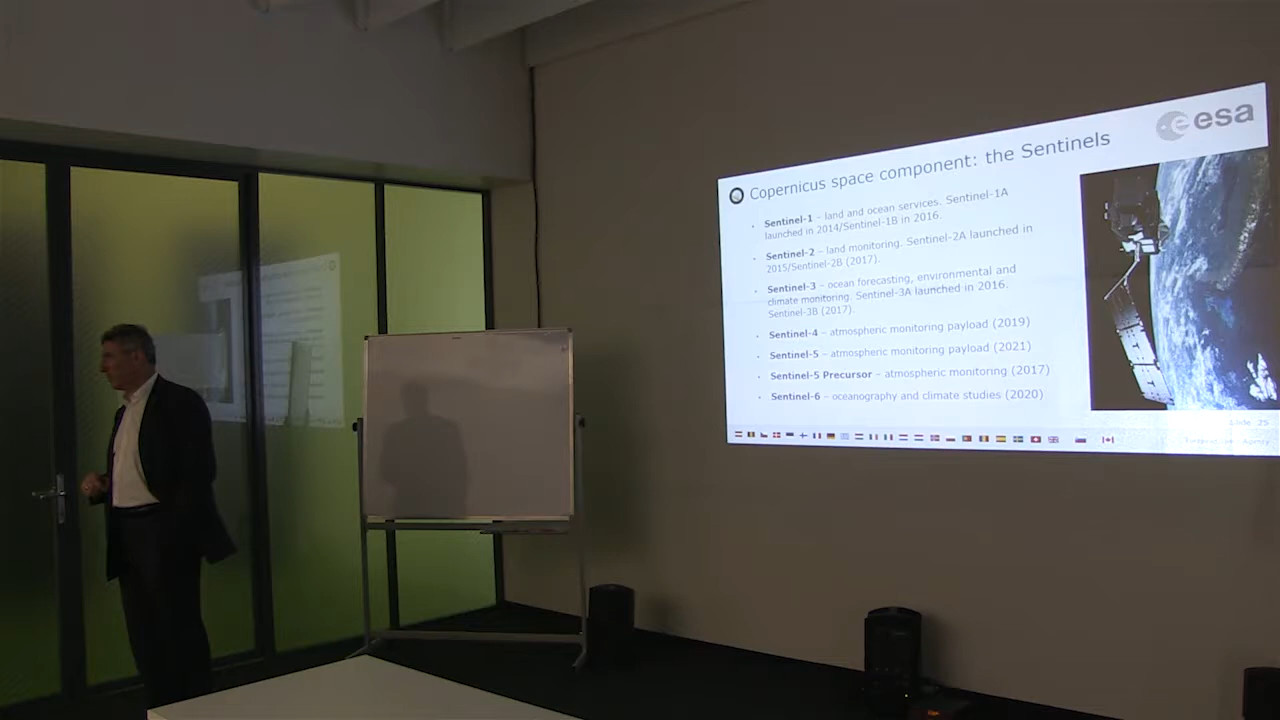 esa
Copernicus space component: the Sentinels
Sentinel-1 – land and ocean services. Sentinel-1A
launched in 2014/Sentinel-1B in 2016.
Sentinel-2 – land monitoring. Sentinel-2A launched in
2015/Sentinel-2B (2017).
Sentinel-3 – ocean forecasting, environmental and
climate monitoring. Sentinel-3A launched in 2016.
Sentinel-3B (2017).
Sentinel-4 – atmospheric monitoring payload (2019)
Sentinel-5 – atmospheric monitoring payload (2021)
Sentinel-5 Precursor – atmospheric monitoring (2017)
Sentinel-6 – oceanography and climate studies (2020)
Slide 25
Agency